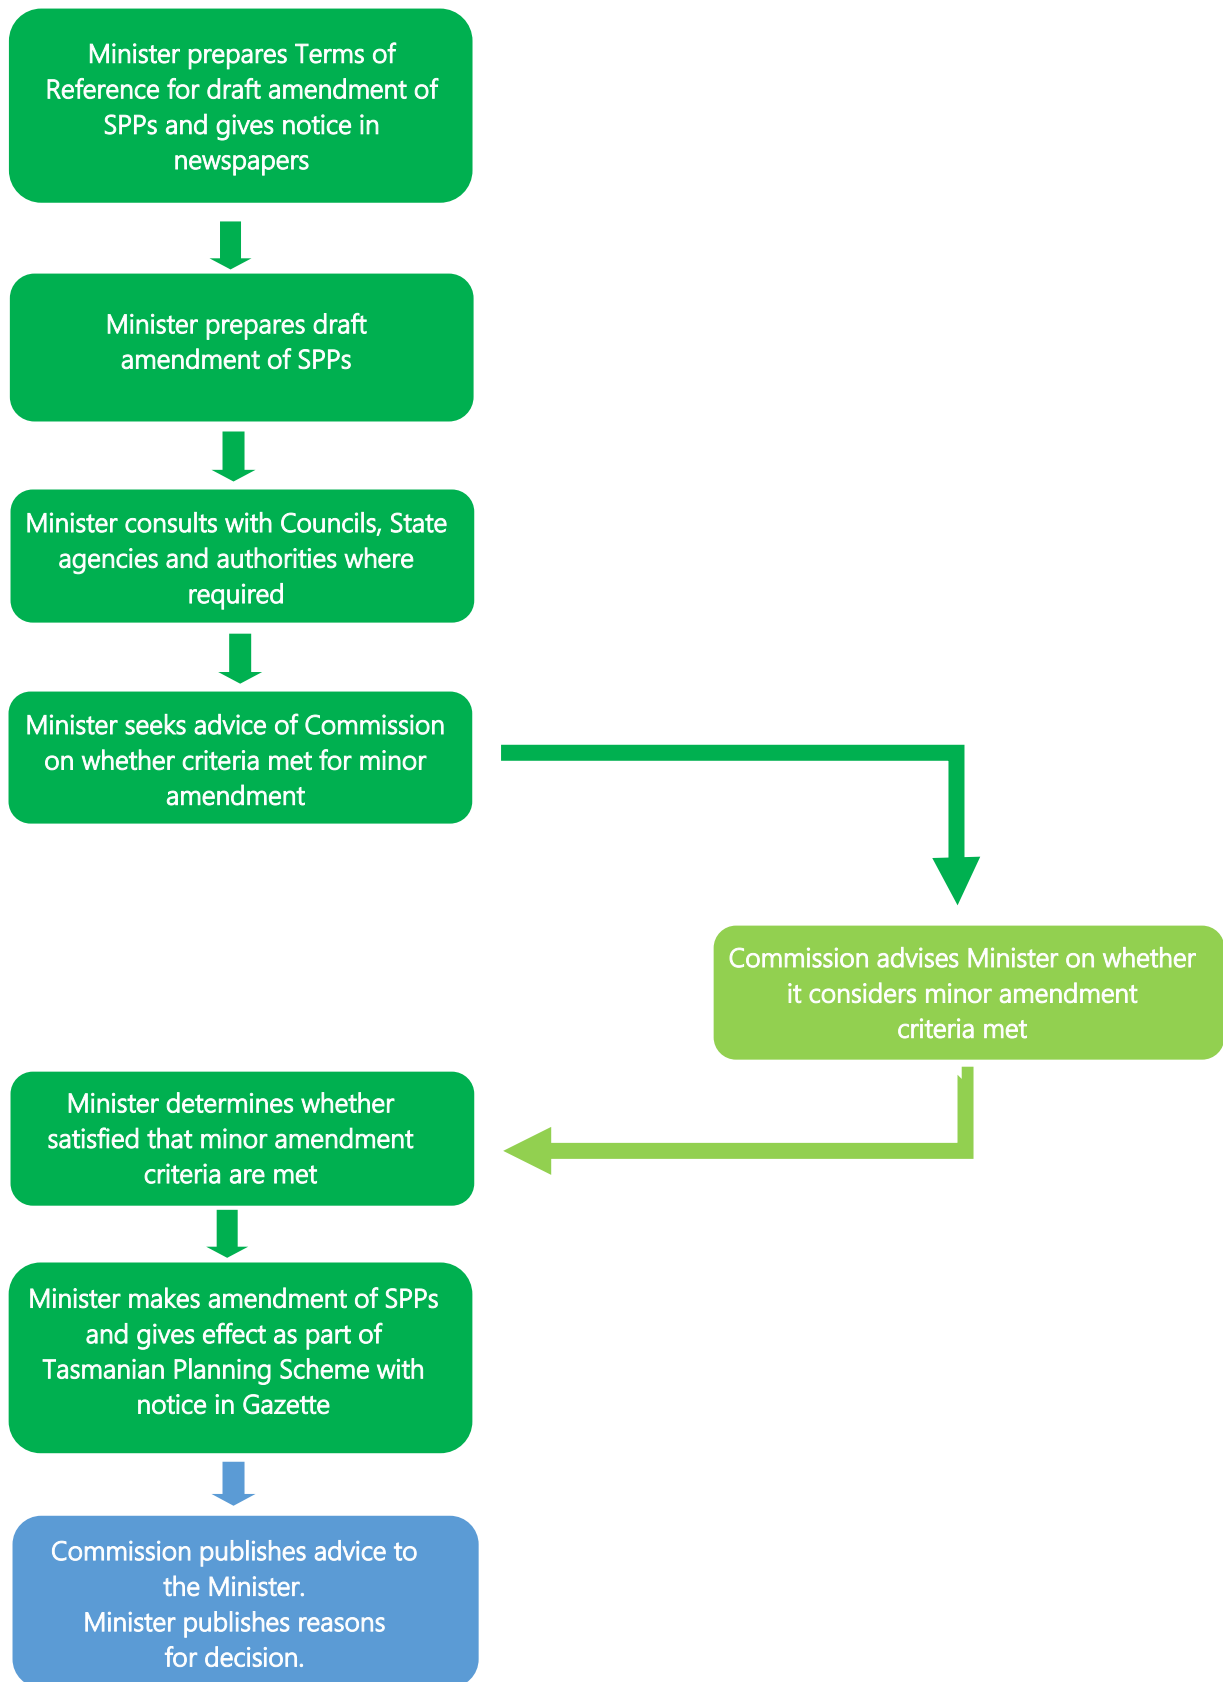 Minister prepares Terms of
Reference for draft amendment of
SPPs and gives notice in
newspapers
Minister prepares draft
amendment of SPPs
Minister consults with Councils, State
agencies and authorities where
required
Minister seeks advice of Commission
on whether criteria met for minor
amendment
Commission advises Minister on whether
it considers minor amendment
criteria met
Minister determines whether
satisfied that minor amendment
criteria are met
Minister makes amendment of SPPs
and gives effect as part of
Tasmanian Planning Scheme with
notice in Gazette
Commission publishes advice to
the Minister.
Minister publishes reasons
for decision.